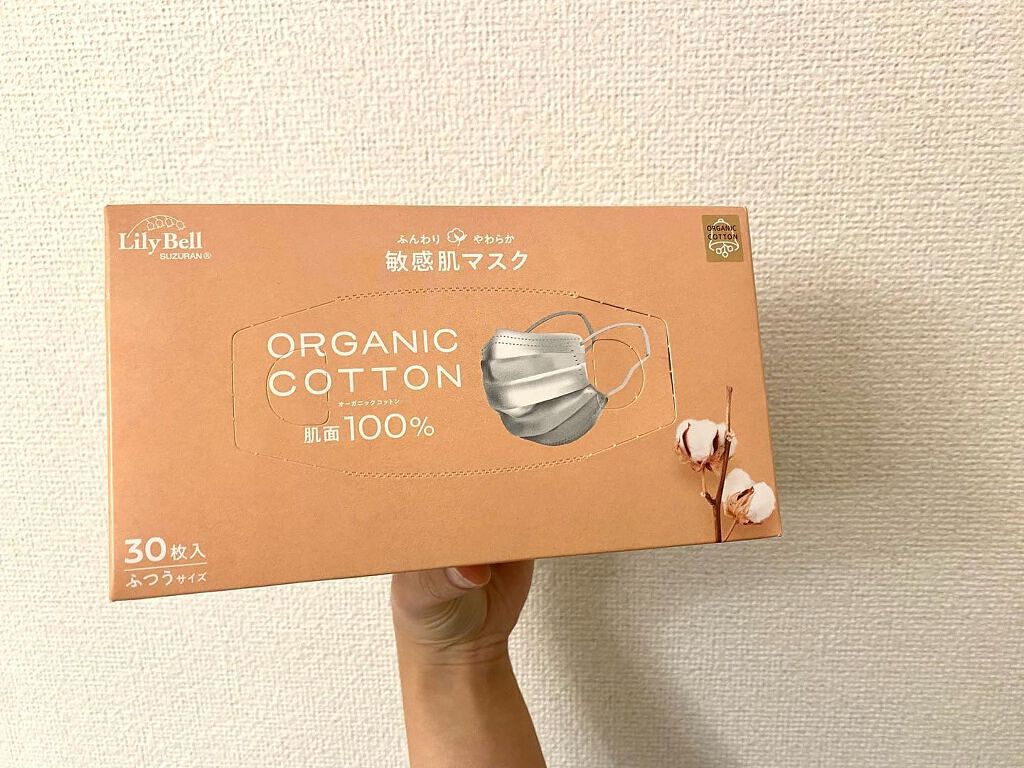 Lily Bell
SUZURAN®
ふんわり やわらか
敏感肌マスク
ORGANIC
COTTON
ORGANIC
COTTON
オーガニックコットン
肌面100%
30枚入
ふつうサイズ